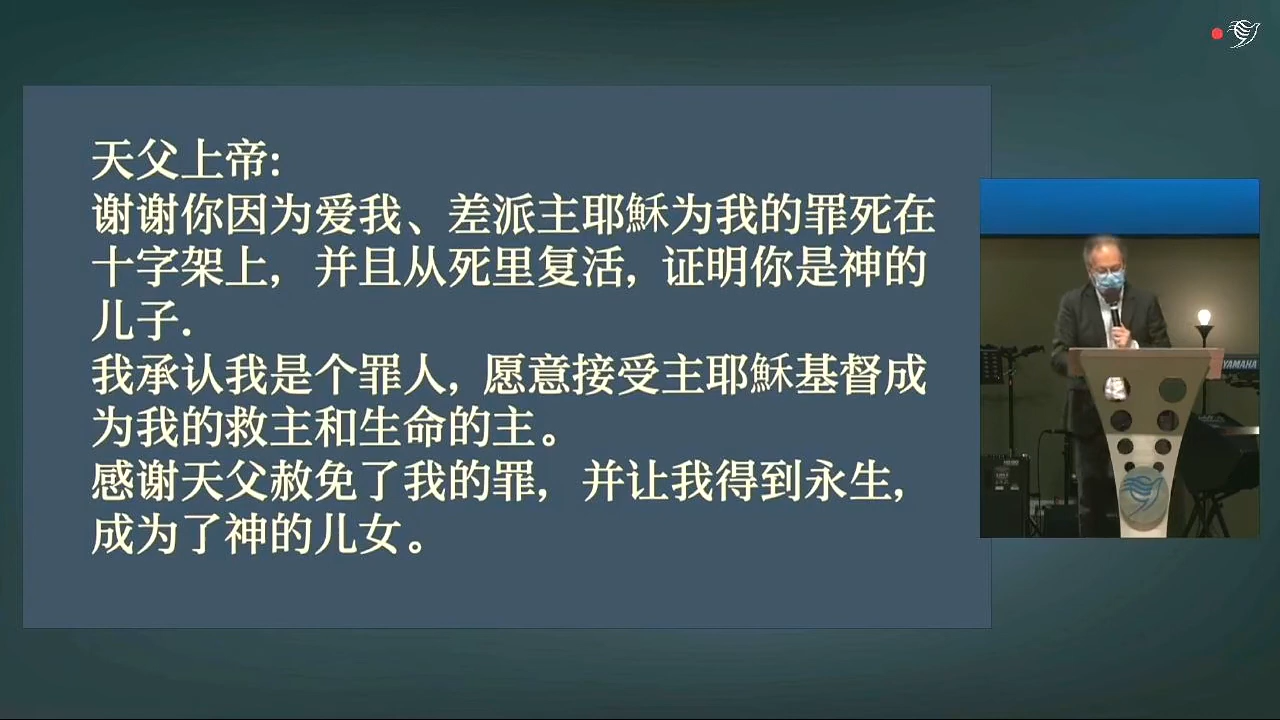 天父上帝:
谢谢你因为爱我、差派主耶穌为我的罪死在
十字架上，并且从死里复活，证明你是神的
儿子.
我承认我是个罪人，愿意接受主耶穌基督成
为我的救主和生命的主。
感谢天父赦免了我的罪，并让我得到永生，
成为了神的儿女。
YAMAHA